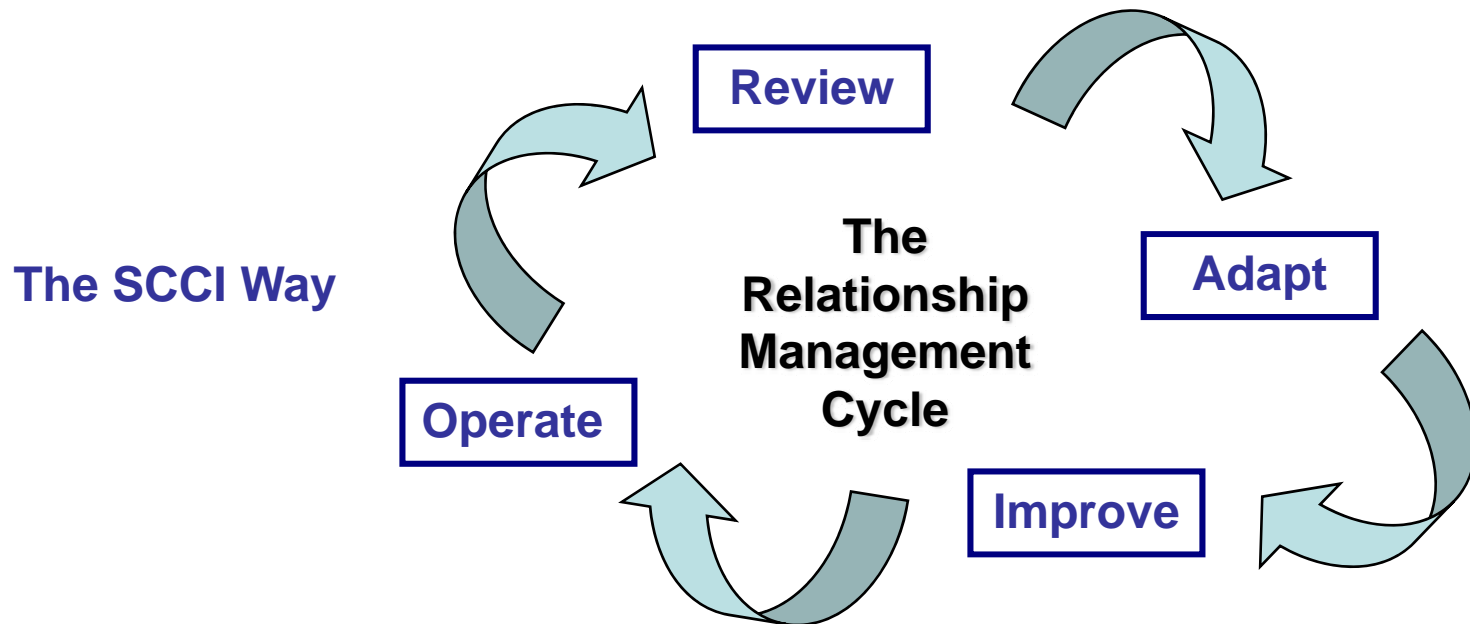 Review
The SCCI Way
The
Relationship
Management
Cycle
Adapt
Operate
Improve